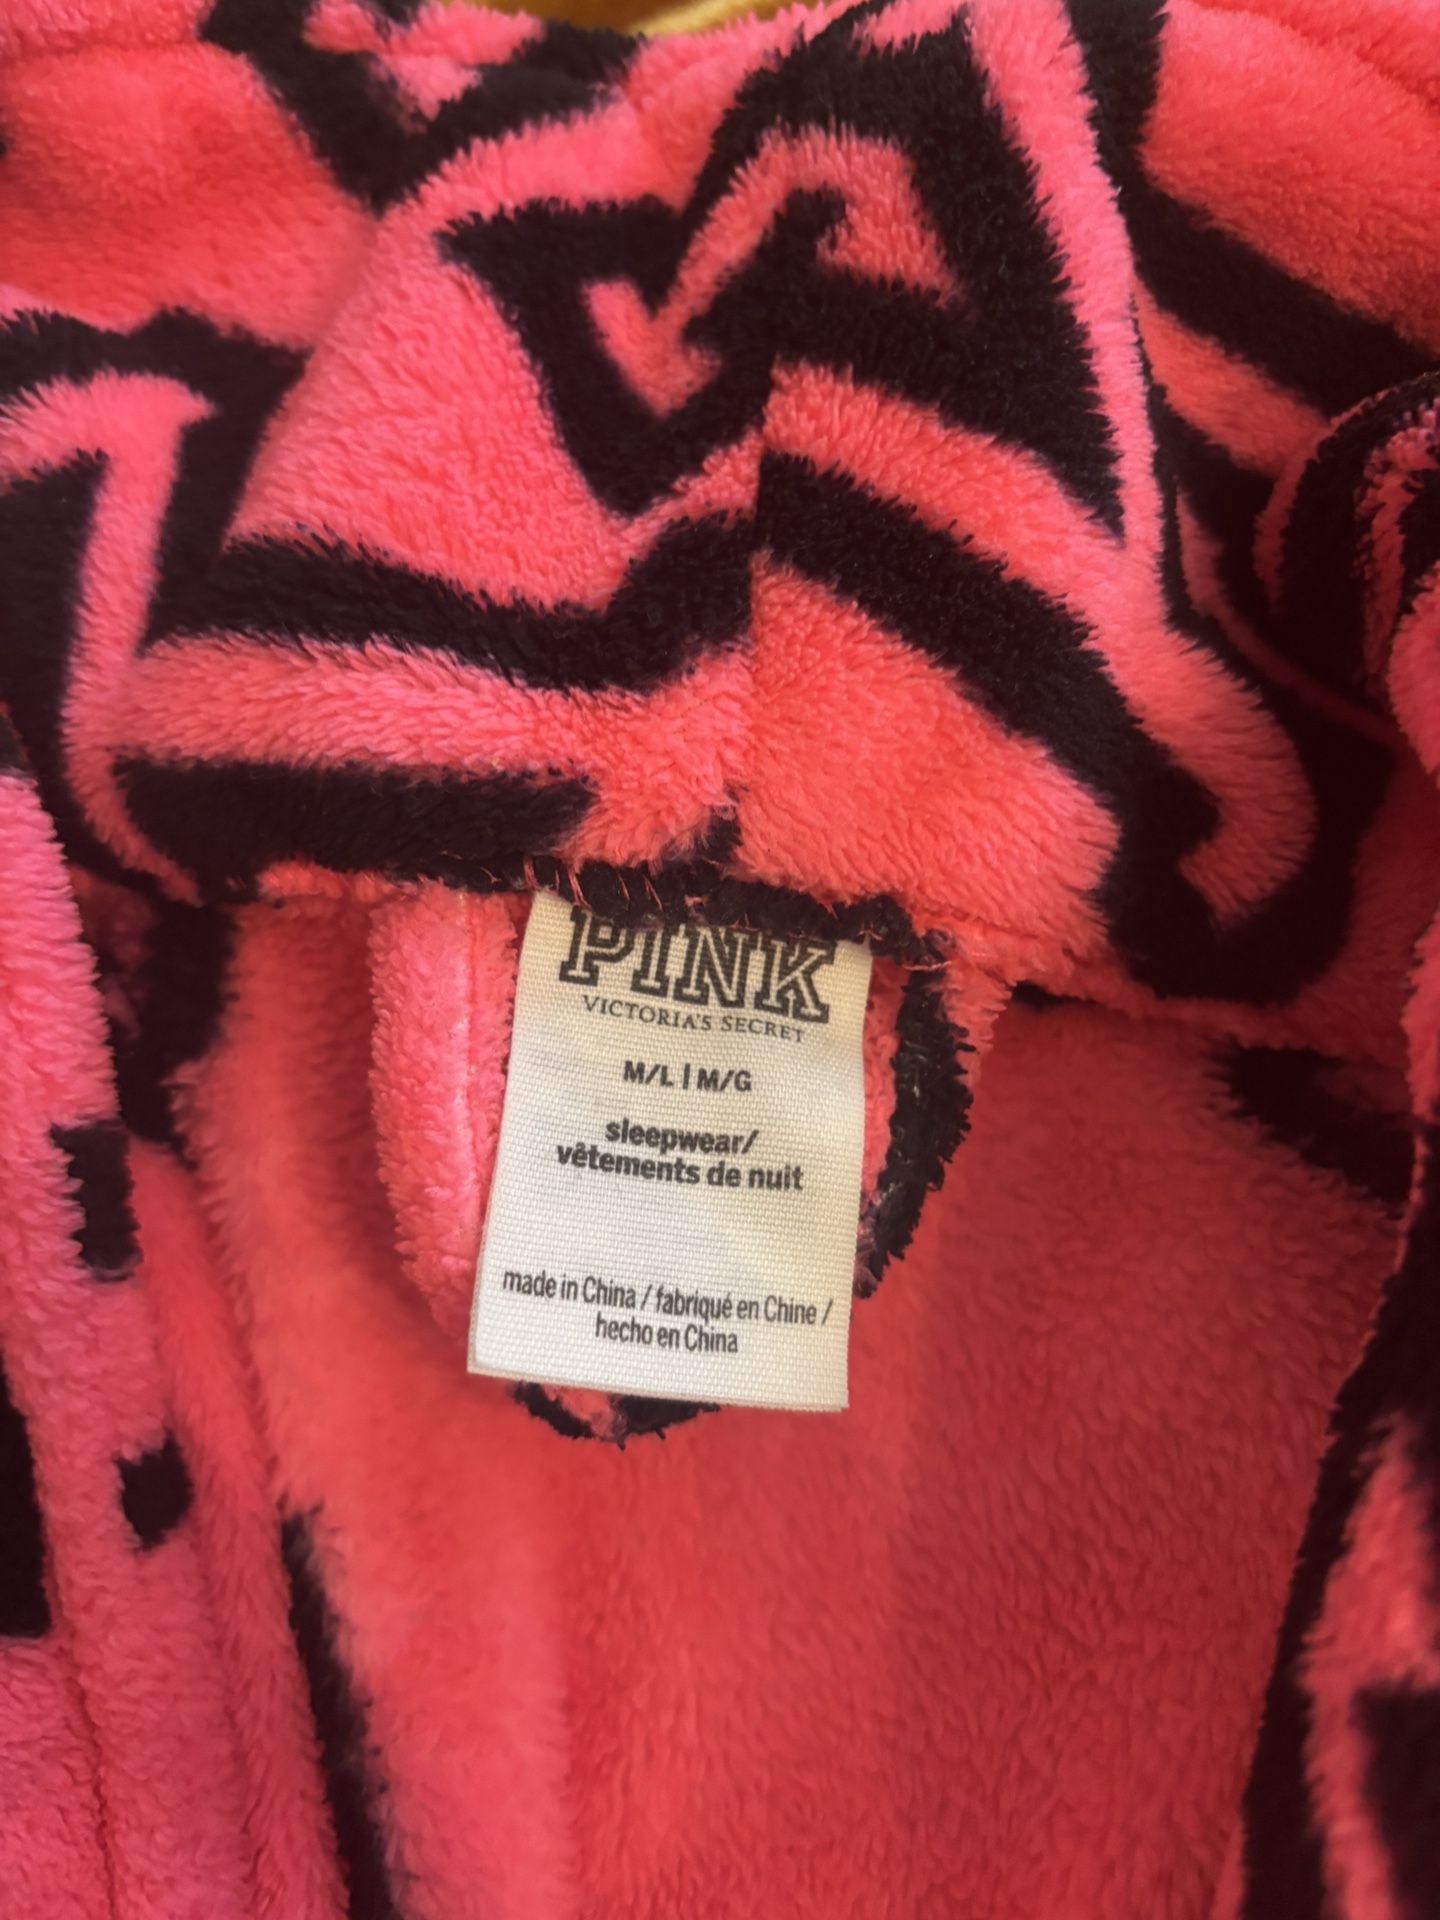 PINK
VICTORIA'S SECRET
M/L | M/G
sleepwear/
vêtements de nuit
made in China / fabriqué en Chine /
hecho en China